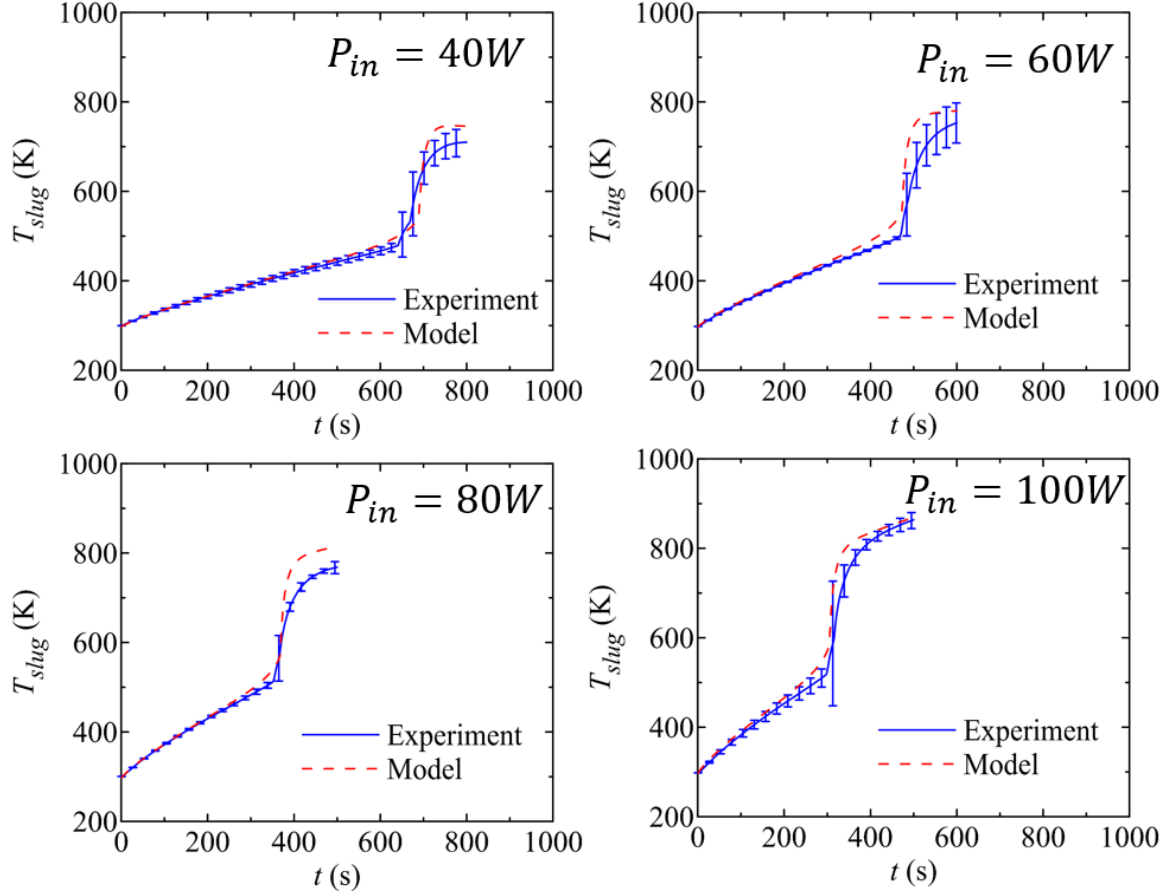 1000
800
600
400
200
0 200 400 600 800 1000
T_slug (K)
t (s)
P_in = 40W
Experiment
Model
1000
800
600
400
200
0 200 400 600 800 1000
T_slug (K)
t (s)
P_in = 60W
Experiment
Model
1000
800
600
400
200
0 200 400 600 800 1000
T_slug (K)
t (s)
P_in = 80W
Experiment
Model
1000
800
600
400
200
0 200 400 600 800 1000
T_slug (K)
t (s)
P_in = 100W
Experiment
Model